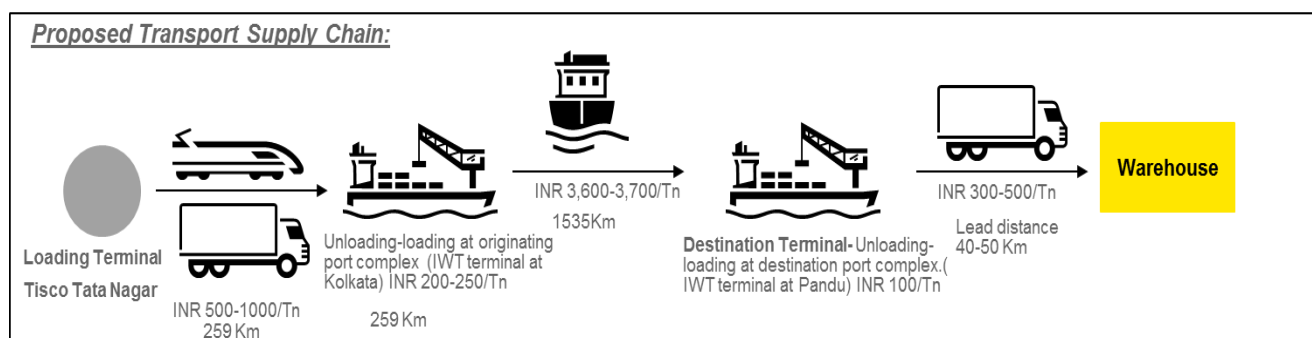 Proposed Transport Supply Chain:
Loading Terminal
Tisco Tata Nagar
INR 500-1000/Tn
259 Km
Unloading-loading at originating
port complex (IWT terminal at
Kolkata) INR 200-250/Tn
259 Km
INR 3,600-3,700/Tn
1535Km
Destination Terminal- Unloading-
loading at destination port complex.(
IWT terminal at Pandu) INR 100/Tn
INR 300-500/Tn
Lead distance
40-50 Km
Warehouse